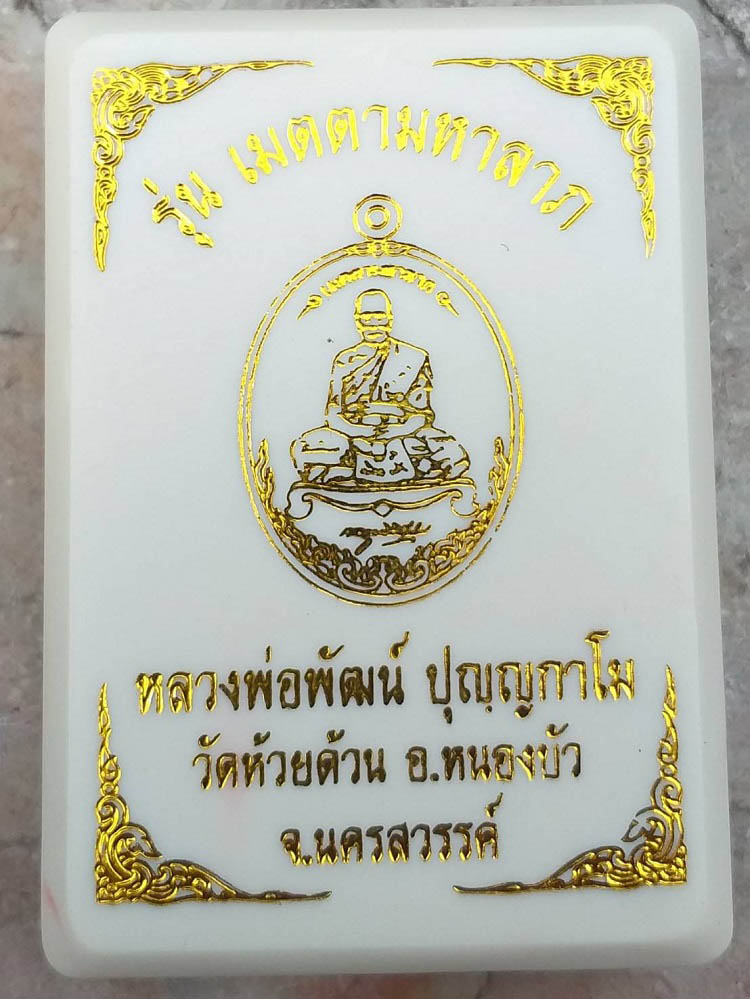 รุ่น เมตตามหาลาภ
หลวงพ่อพัฒน์ ปุญฺญกาโม
วัดห้วยด้วน อ.หนองบัว
จ.นครสวรรค์